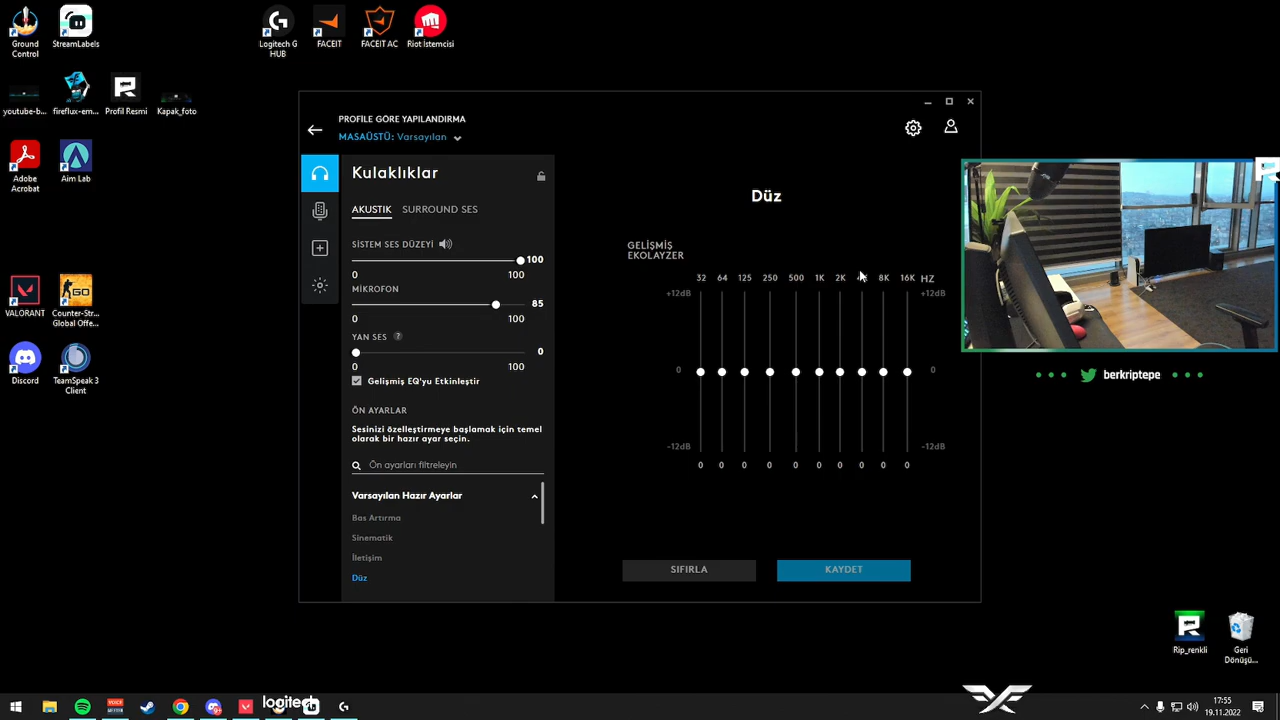 Ground
Control
StreamLabels
Logitech G
HUB
FACEIT
FACEIT AC
Riot Istemcisi
youtube-b...
fireflux-em...
Profil Resmi
Kapak_foto
Adobe
Acrobat
Aim Lab
VALORANT
Counter-Str...
Global Offe...
Discord
TeamSpeak 3
Client
PROFILE GÖRE YAPILANDIRMA
MASAÜSTÜ: Varsayılan
Kulaklıklar
AKUSTIK SURROUND SES
SİSTEM SES DÜZEYİ
100
0 100
MİKROFON
85
0 100
YAN SES ?
0
0 100
Gelişmiş EQ'yu Etkinleştir
ÖN AYARLAR
Sesinizi özelleştirmeye başlamak için temel
olarak bir hazır ayar seçin.
Ön ayarları filtreleyin
Varsayılan Hazır Ayarlar
Bas Artırma
Sinematik
İletişim
Düz
Düz
GELİŞMİŞ
EKOLAYZER
32 64 125 250 500 1K 2K 8K 16K HZ
+12dB +12dB
0 0
-12dB -12dB
0 0 0 0 0 0 0 0 0 0
SIFIRLA KAYDET
berkriptepe
Rip_renkli
Geri
Dönüşü...
VOICE
MEETER
logitech
17:55
19.11.2022